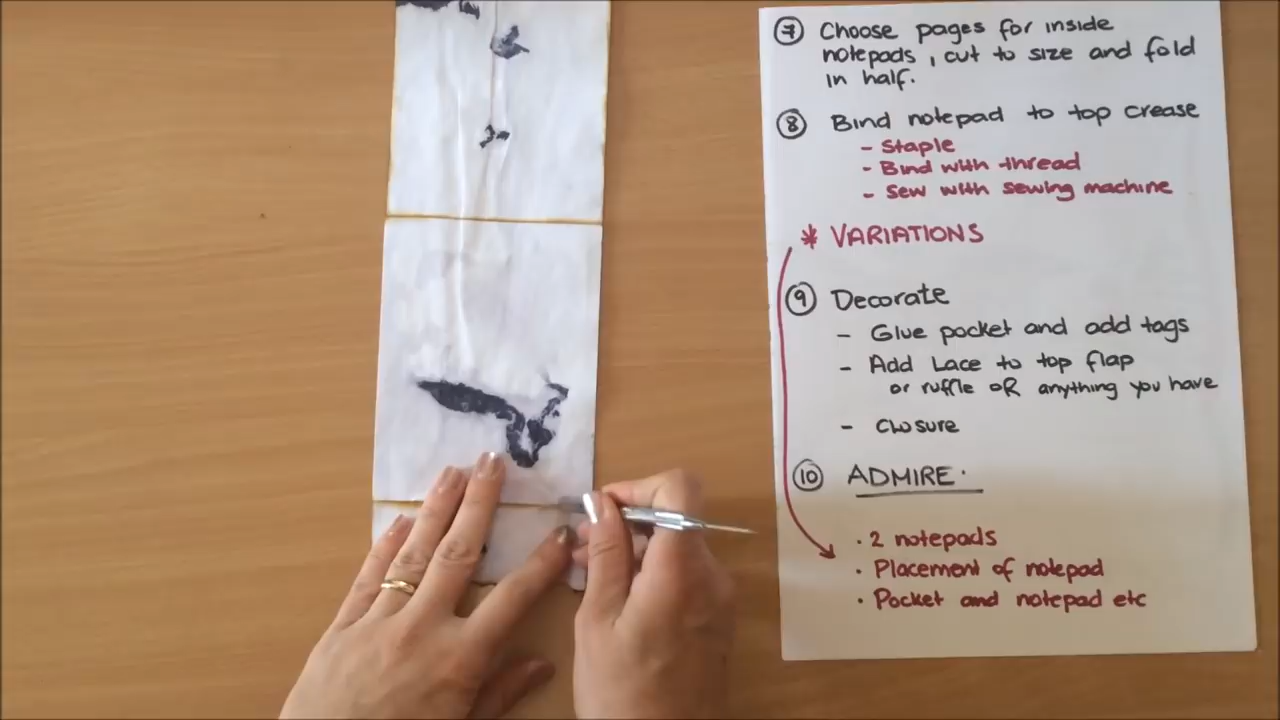 7 Choose pages for inside
notepads, cut to size and fold
in half.
8 Bind notepad to top crease
- Staple
- Bind with thread
- Sew with sewing machine
* VARIATIONS
9 Decorate
- Glue pocket and add tags
- Add Lace to top flap
or ruffle OR anything you have
- Closure
10 ADMIRE.
· 2 notepads
· Placement of notepad
· Pocket and notepad etc